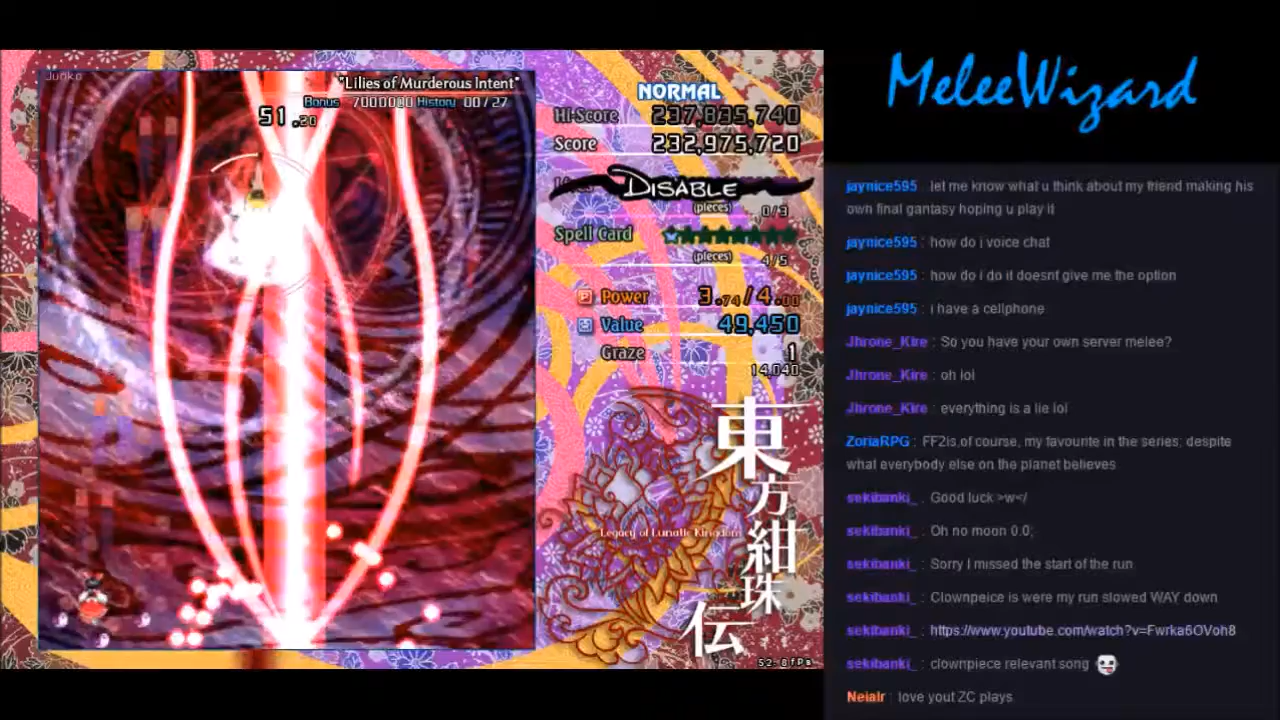 Junko
"Lilies of Murderous Intent"
Bonus 7000000 History 00/27
51.20
NORMAL
Hi-Score 237,835,740
Score 232,975,720
DISABLE
(pieces) 0/3
Spell Card
(pieces) 4/5
Power 3.74/4.00
Value 49,450
Graze 1
14,040
東方紺珠伝
Legacy of Lunatic Kingdom
52.8fps
MeleeWizard
jaynice595 : let me know what u think about my friend making his
own final gantasy hoping u play it
jaynice595 : how do i voice chat
jaynice595 : how do i do it doesnt give me the option
jaynice595 : i have a cellphone
Jhrone_Kire : So you have your own server melee?
Jhrone_Kire : oh lol
Jhrone_Kire : everything is a lie lol
ZoriaRPG : FF2is,of course, my favounte in the series; despite
what everybody else on the planet believes
sekibanki_ : Good luck >w</
sekibanki_ : Oh no moon 0.0;
sekibanki_ : Sorry I missed the start of the run
sekibanki_ : Clownpeice is were my run slowed WAY down
sekibanki_ : https://www.youtube.com/watch?v=Fwrka6OVoh8
sekibanki_ : clownpiece relevant song
Neialr : love yout ZC plays